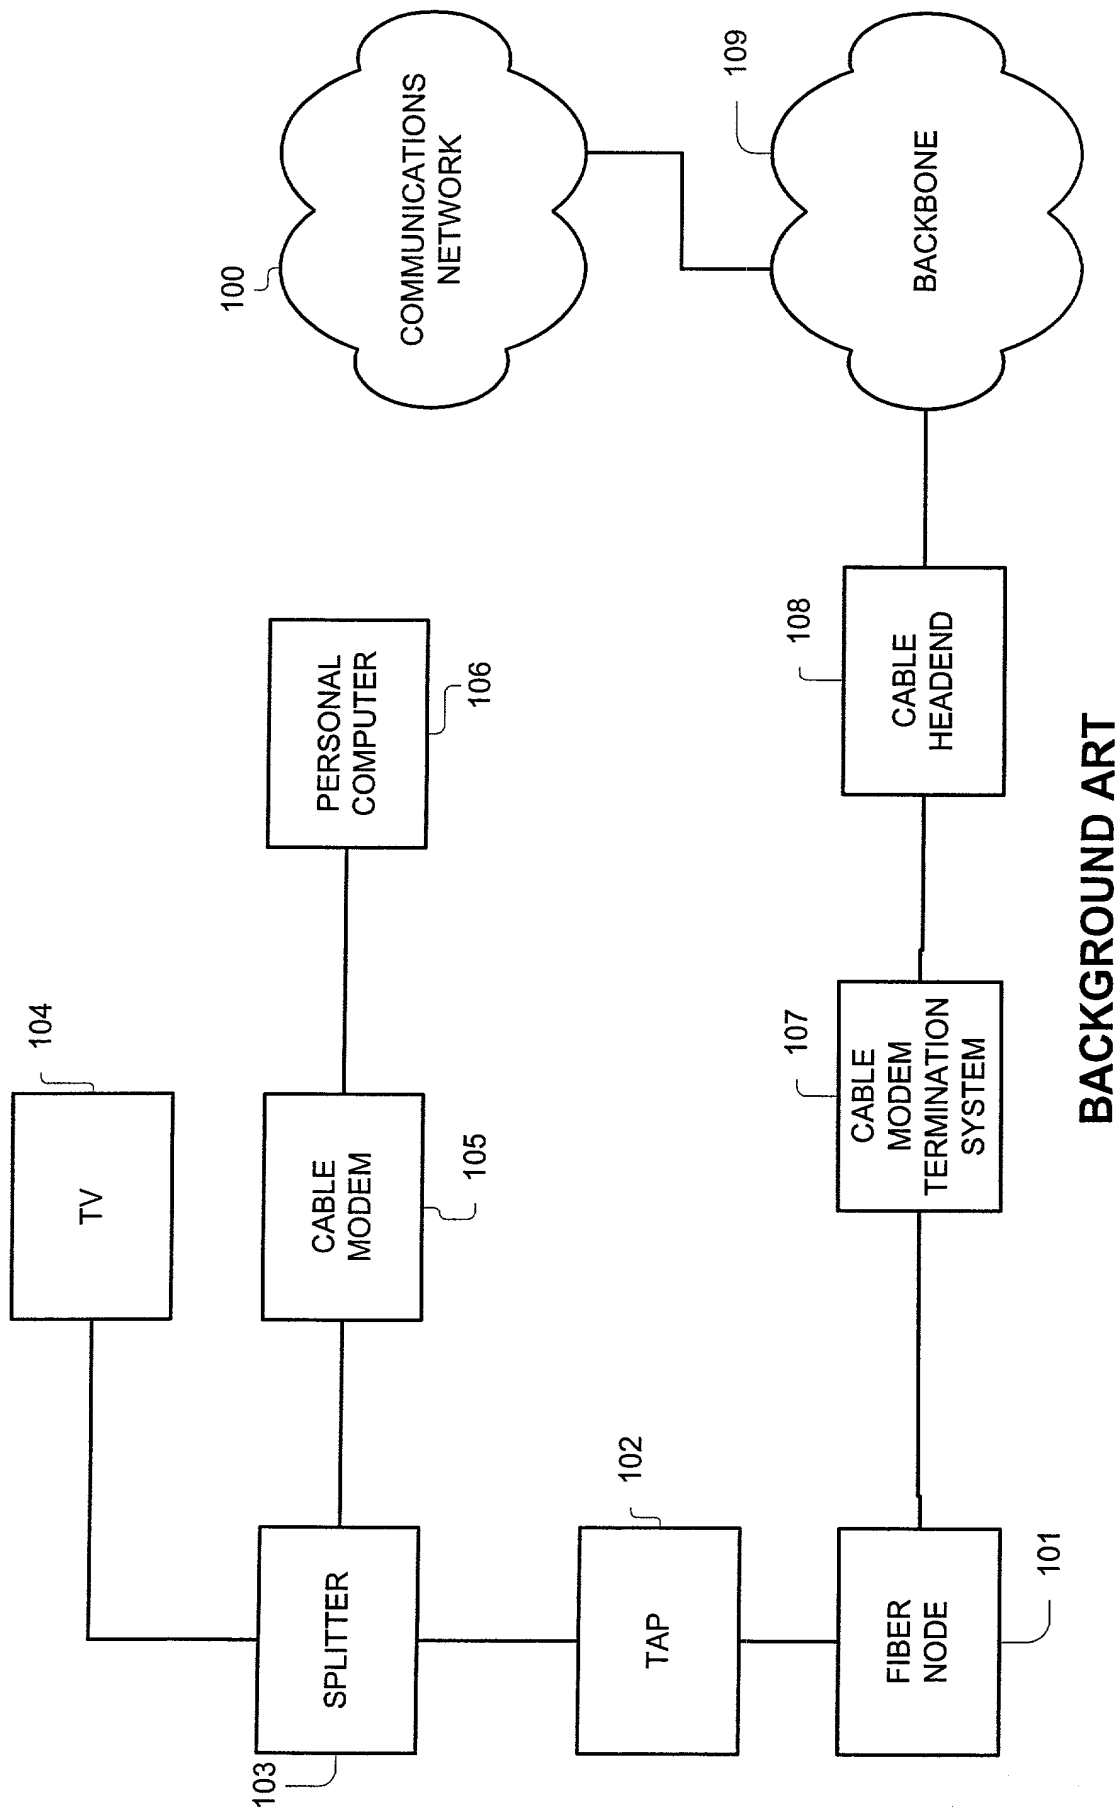 104
TV
103
SPLITTER
CABLE
MODEM
105
PERSONAL
COMPUTER
106
100
COMMUNICATIONS
NETWORK
102
TAP
101
FIBER
NODE
107
CABLE
MODEM
TERMINATION
SYSTEM
108
CABLE
HEADEND
109
BACKBONE
BACKGROUND ART